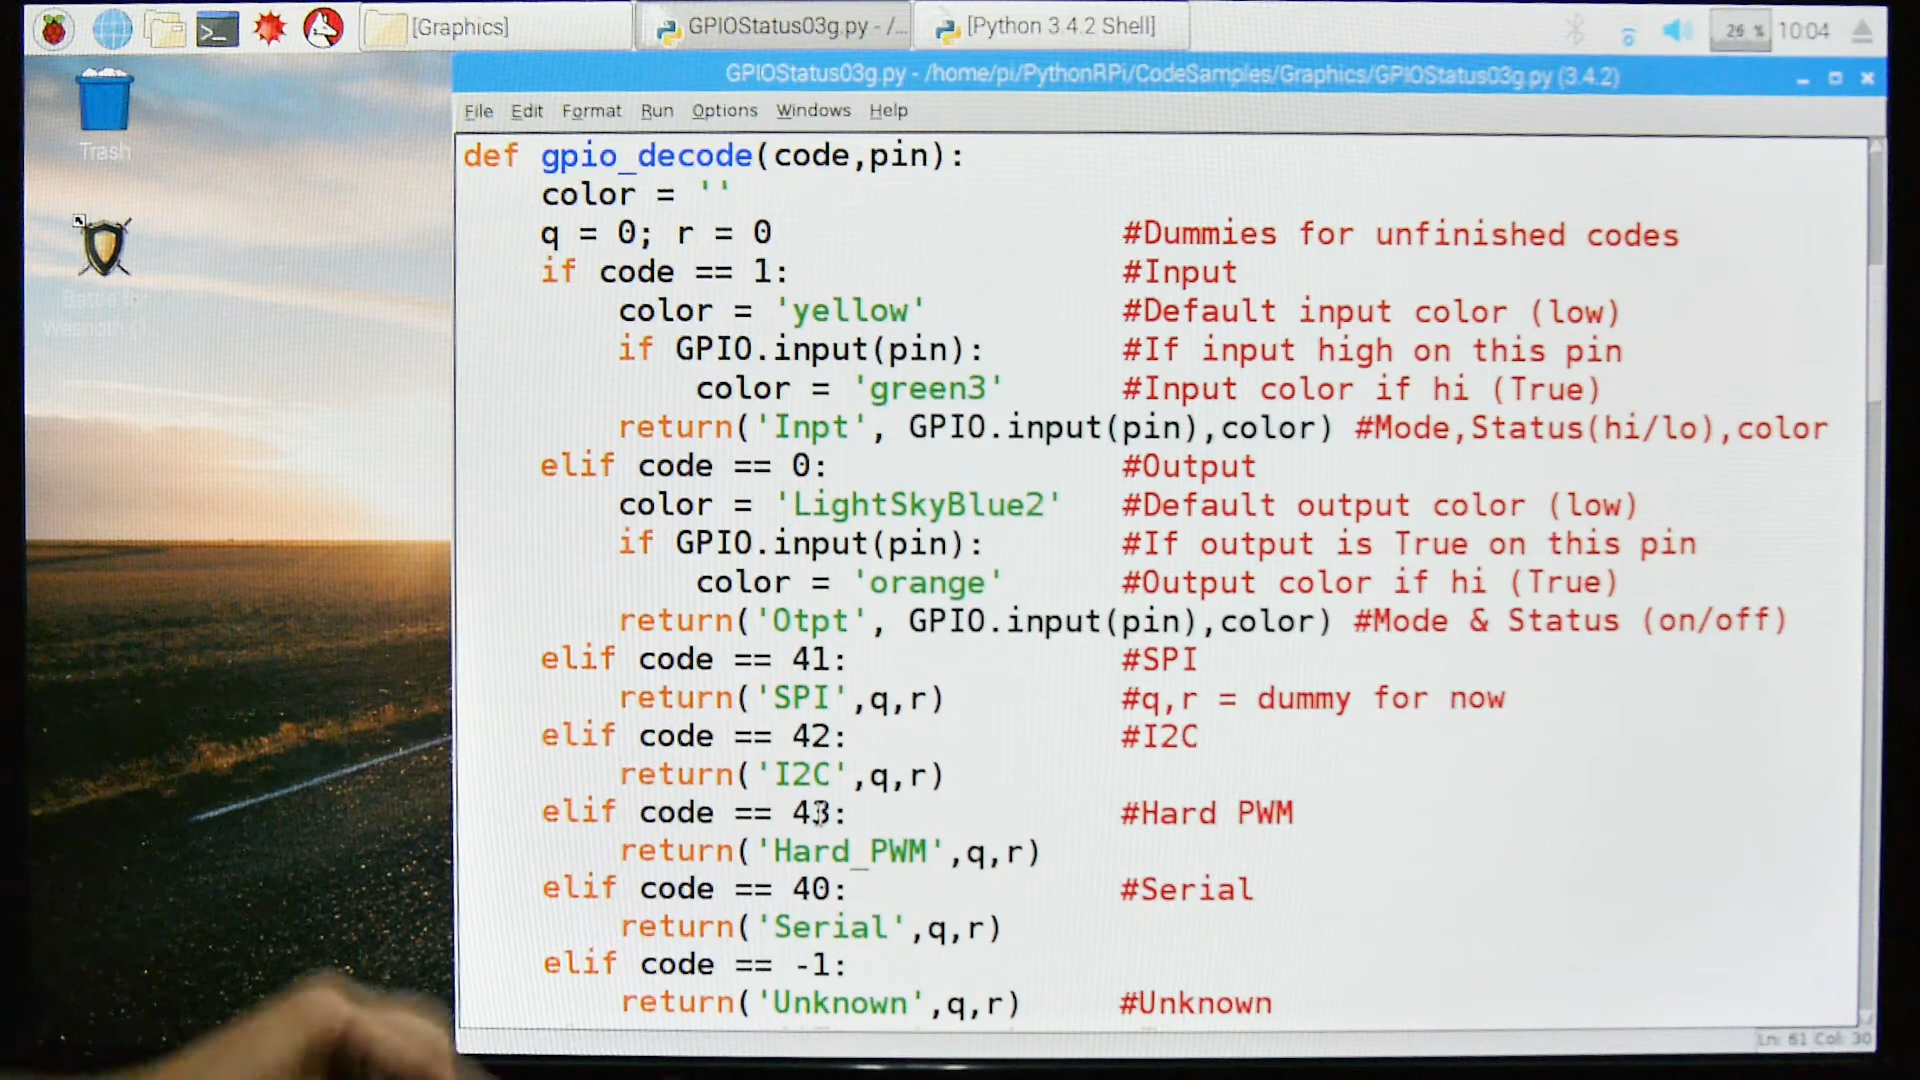 [Graphics]
GPIOStatus03g.py - /...
[Python 3.4.2 Shell]
26 %
10:04
Trash
GPIOStatus03g.py - /home/pi/PythonRPi/CodeSamples/Graphics/GPIOStatus03g.py (3.4.2)
File Edit Format Run Options Windows Help
def gpio_decode(code,pin):
color = ''
q = 0; r = 0 #Dummies for unfinished codes
if code == 1: #Input
color = 'yellow' #Default input color (low)
if GPIO.input(pin): #If input high on this pin
color = 'green3' #Input color if hi (True)
return('Inpt', GPIO.input(pin),color) #Mode,Status(hi/lo),color
elif code == 0: #Output
color = 'LightSkyBlue2' #Default output color (low)
if GPIO.input(pin): #If output is True on this pin
color = 'orange' #Output color if hi (True)
return('Otpt', GPIO.input(pin),color) #Mode & Status (on/off)
elif code == 41: #SPI
return('SPI',q,r) #q,r = dummy for now
elif code == 42: #I2C
return('I2C',q,r)
elif code == 43: #Hard PWM
return('Hard_PWM',q,r)
elif code == 40: #Serial
return('Serial',q,r)
elif code == -1:
return('Unknown',q,r) #Unknown
Ln: 61 Col: 30